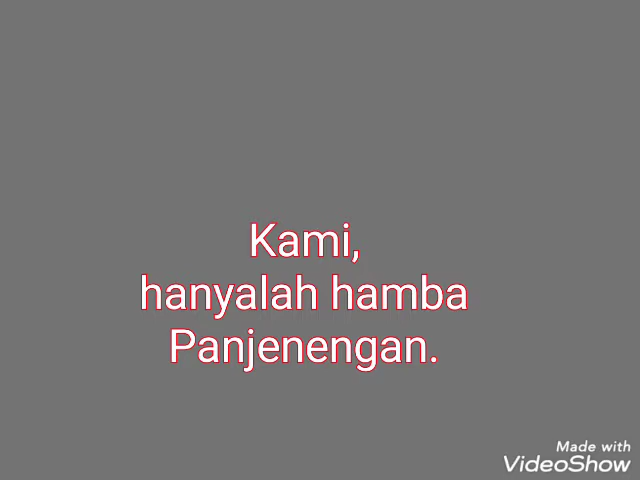 Kami,
hanyalah hamba
Panjenengan.
Made with
VideoShow